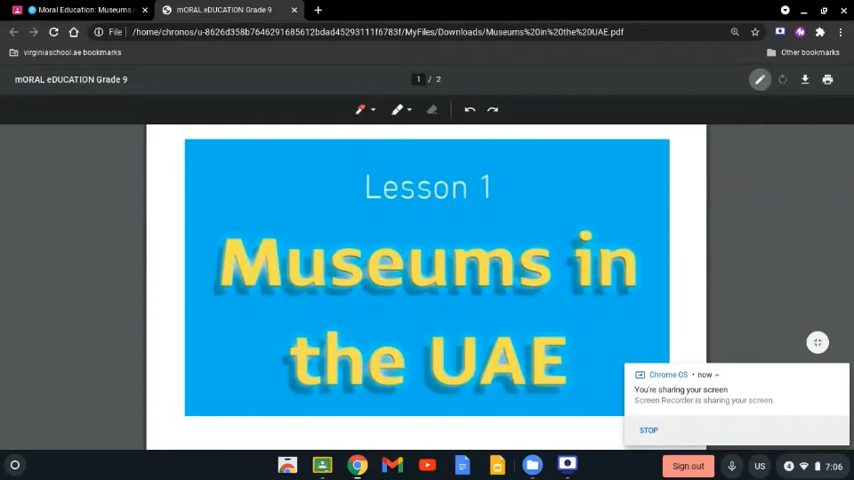 Moral Education: Museums
mORAL eDUCATION Grade 9
File
/home/chronos/u-8626d358b7646291685612bdad45293111f6783f/MyFiles/Downloads/Museums%20in%20the%20UAE.pdf
virginiaschool.ae bookmarks
Other bookmarks
mORAL eDUCATION Grade 9
1 / 2
Lesson 1
Museums in
the UAE
Chrome OS • now
You're sharing your screen
Screen Recorder is sharing your screen.
STOP
Sign out
US
4
7:06